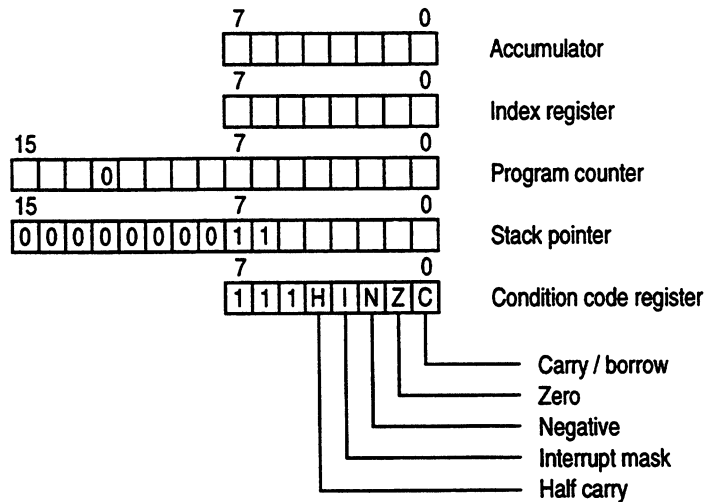 7 0
Accumulator
7 0
Index register
15 7 0
0 Program counter
15 7 0
0 0 0 0 0 0 0 0 1 1 Stack pointer
7 0
1 1 1 H I N Z C Condition code register
Carry / borrow
Zero
Negative
Interrupt mask
Half carry